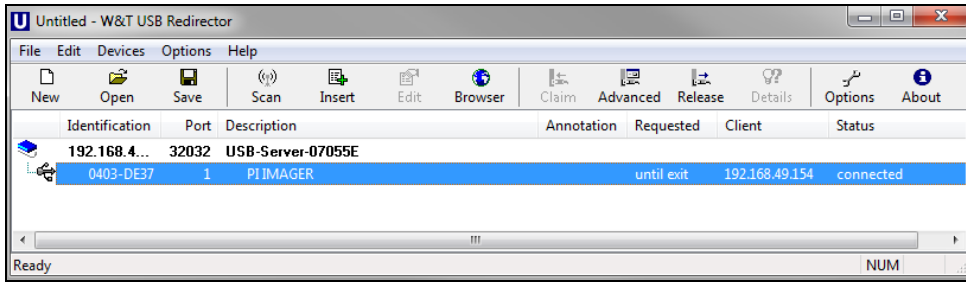 Untitled - W&T USB Redirector
File Edit Devices Options Help
New Open Save Scan Insert Edit Browser Claim Advanced Release Details Options About
Identification Port Description Annotation Requested Client Status
192.168.4... 32032 USB-Server-07055E
0403-DE37 1 PI IMAGER until exit 192.168.49.154 connected
Ready NUM